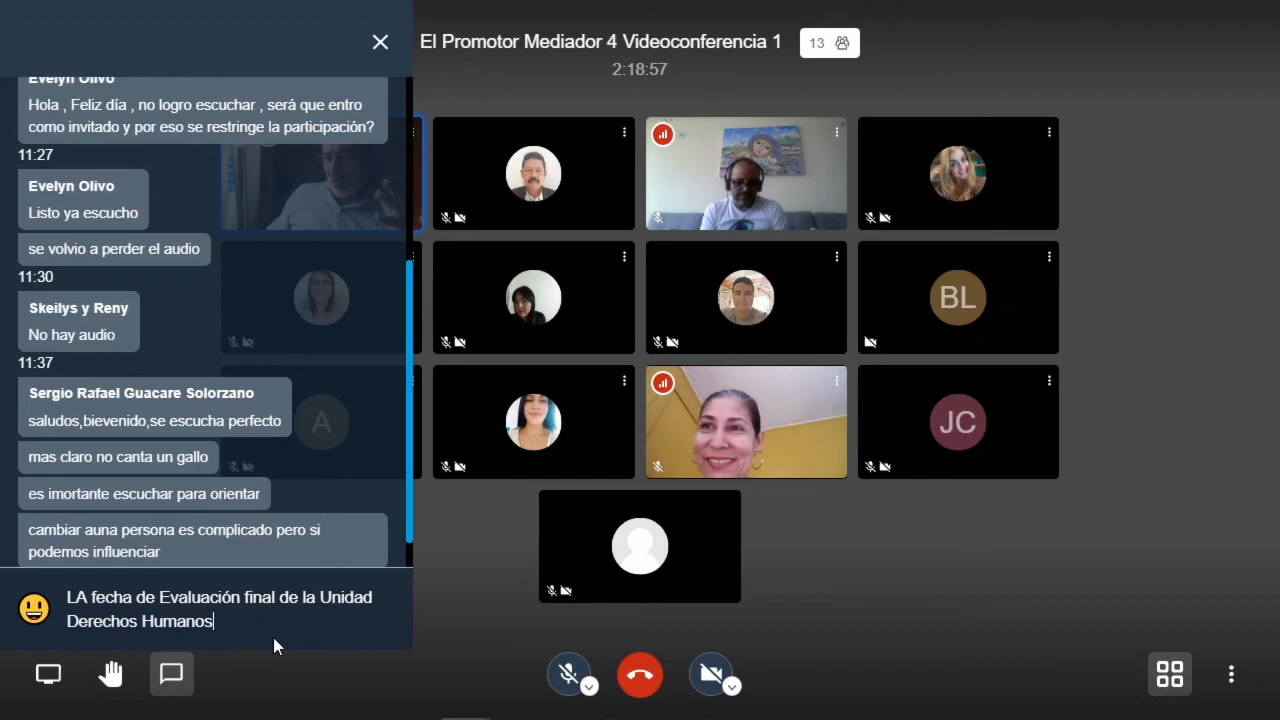 El Promotor Mediador 4 Videoconferencia 1
13
2:18:57
Evelyn Olivo
Hola , Feliz día , no logro escuchar , será que entro
como invitado y por eso se restringe la participación?
11:27
Evelyn Olivo
Listo ya escucho
se volvio a perder el audio
11:30
Skeilys y Reny
No hay audio
11:37
Sergio Rafael Guacare Solorzano
saludos,bievenido,se escucha perfecto
mas claro no canta un gallo
es imortante escuchar para orientar
cambiar auna persona es complicado pero si
podemos influenciar
LA fecha de Evaluación final de la Unidad
Derechos Humanos
A
BL
JC